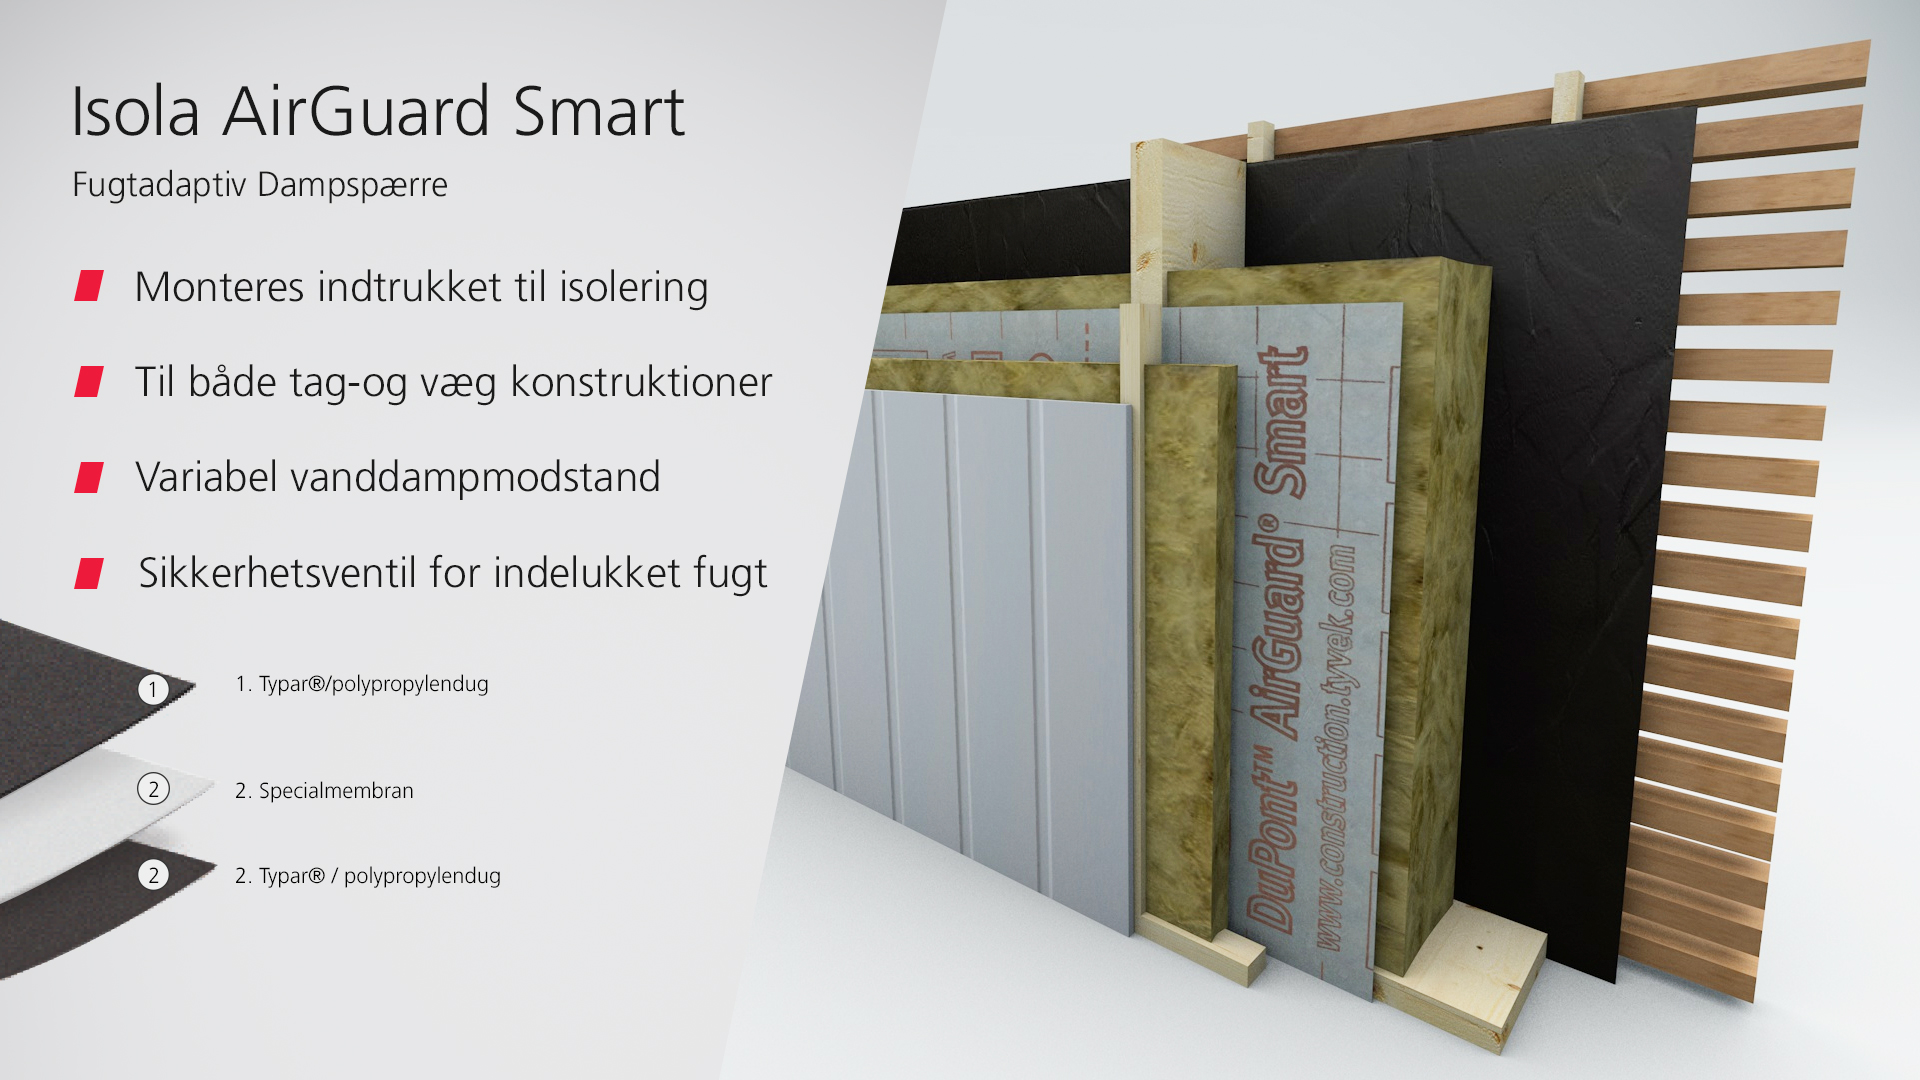 Isola AirGuard Smart
Fugtadaptiv Dampspærre
Monteres indtrukket til isolering
Til både tag-og væg konstruktioner
Variabel vanddampmodstand
Sikkerhetsventil for indelukket fugt
1
1. Typar®/polypropylendug
2
2. Specialmembran
2
2. Typar® / polypropylendug
DuPont™ AirGuard® Smart
www.construction.tyvek.com